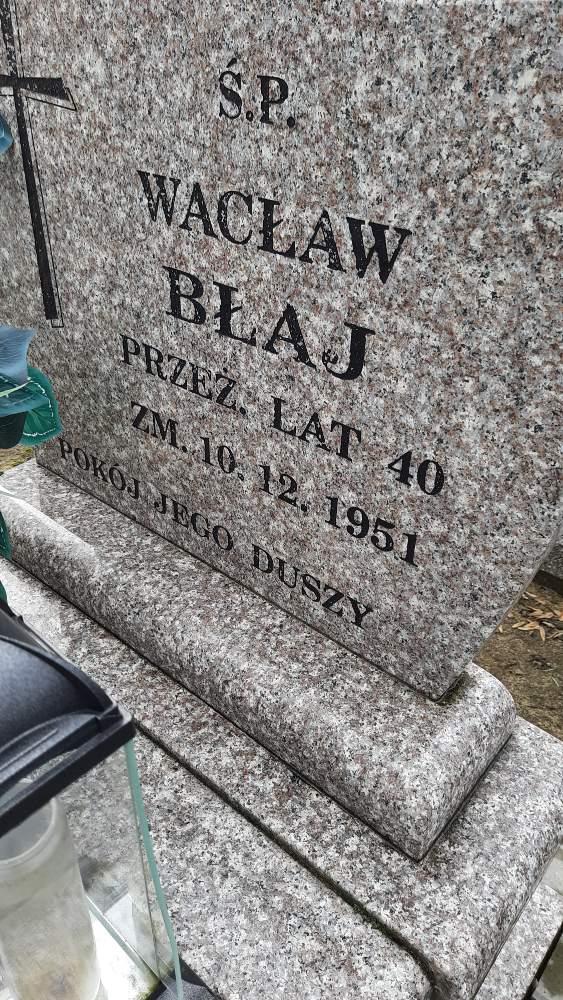 Ś.P.
WACŁAW
BŁAJ
PRZEŻ. LAT 40
ZM. 10. 12. 1951
POKÓJ JEGO DUSZY